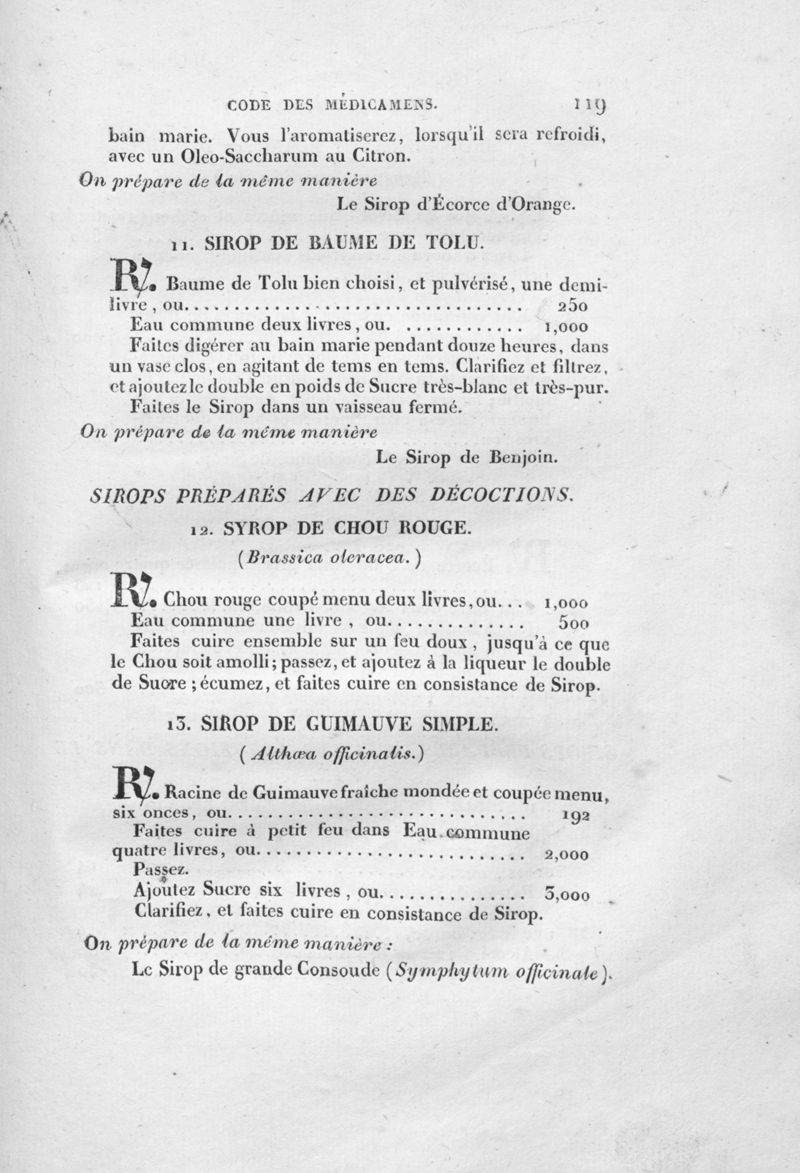 CODE DES MÉDICAMENS. 119
bain marie. Vous l'aromatiserez, lorsqu'il sera refroidi,
avec un Oleo-Saccharum au Citron.
On prépare de la même manière
Le Sirop d'Écorce d'Orange.
11. SIROP DE BAUME DE TOLU.
℞. Baume de Tolu bien choisi, et pulvérisé, une demi-
livre, ou.................................. 250
Eau commune deux livres, ou. ............ 1,000
Faites digérer au bain marie pendant douze heures, dans
un vase clos, en agitant de tems en tems. Clarifiez et filtrez,
et ajoutez le double en poids de Sucre très-blanc et très-pur.
Faites le Sirop dans un vaisseau fermé.
On prépare de la même manière
Le Sirop de Benjoin.
SIROPS PRÉPARÉS AVEC DES DÉCOCTIONS.
12. SYROP DE CHOU ROUGE.
(Brassica oleracea.)
℞. Chou rouge coupé menu deux livres, ou... 1,000
Eau commune une livre, ou.............. 500
Faites cuire ensemble sur un feu doux, jusqu'à ce que
le Chou soit amolli; passez, et ajoutez à la liqueur le double
de Sucre; écumez, et faites cuire en consistance de Sirop.
13. SIROP DE GUIMAUVE SIMPLE.
(Althæa officinalis.)
℞. Racine de Guimauve fraîche mondée et coupée menu,
six onces, ou.............................. 192
Faites cuire à petit feu dans Eau commune
quatre livres, ou........................... 2,000
Passez.
Ajoutez Sucre six livres, ou............... 3,000
Clarifiez, et faites cuire en consistance de Sirop.
On prépare de la même manière:
Le Sirop de grande Consoude (Symphytum officinale).